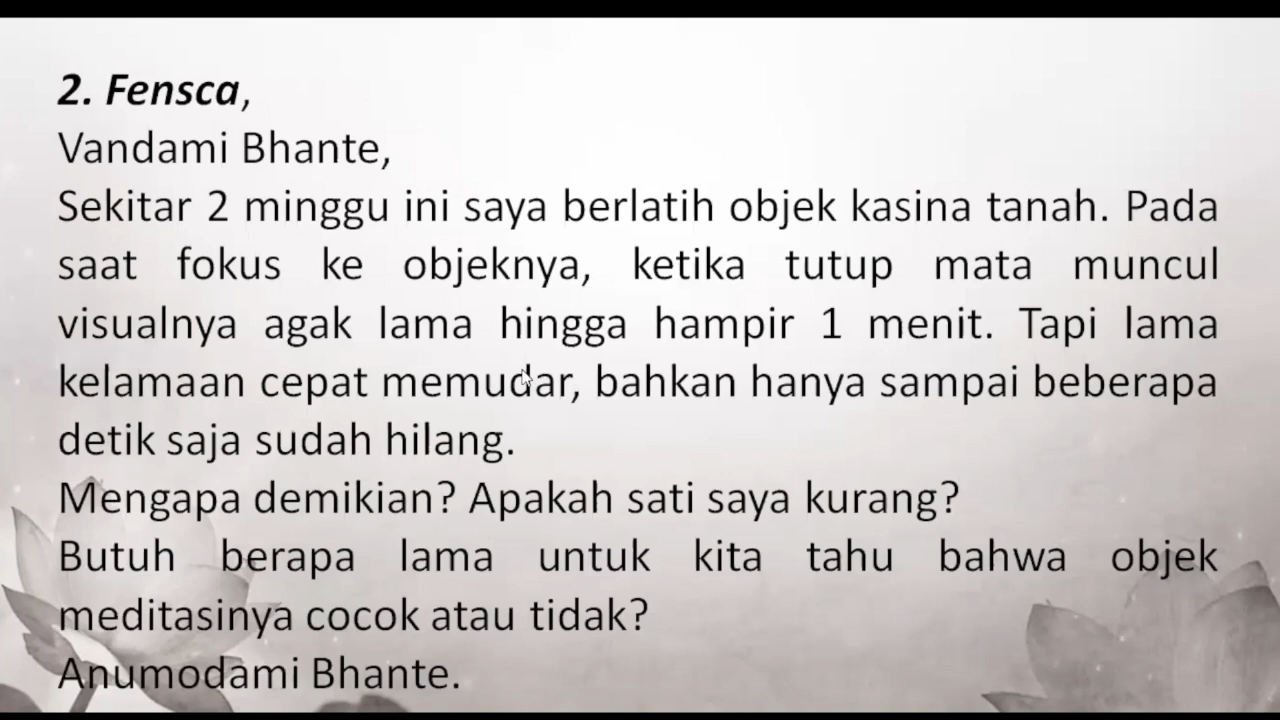 2. Fensca,
Vandami Bhante,
Sekitar 2 minggu ini saya berlatih objek kasina tanah. Pada
saat fokus ke objeknya, ketika tutup mata muncul
visualnya agak lama hingga hampir 1 menit. Tapi lama
kelamaan cepat memudar, bahkan hanya sampai beberapa
detik saja sudah hilang.
Mengapa demikian? Apakah sati saya kurang?
Butuh berapa lama untuk kita tahu bahwa objek
meditasinya cocok atau tidak?
Anumodami Bhante.